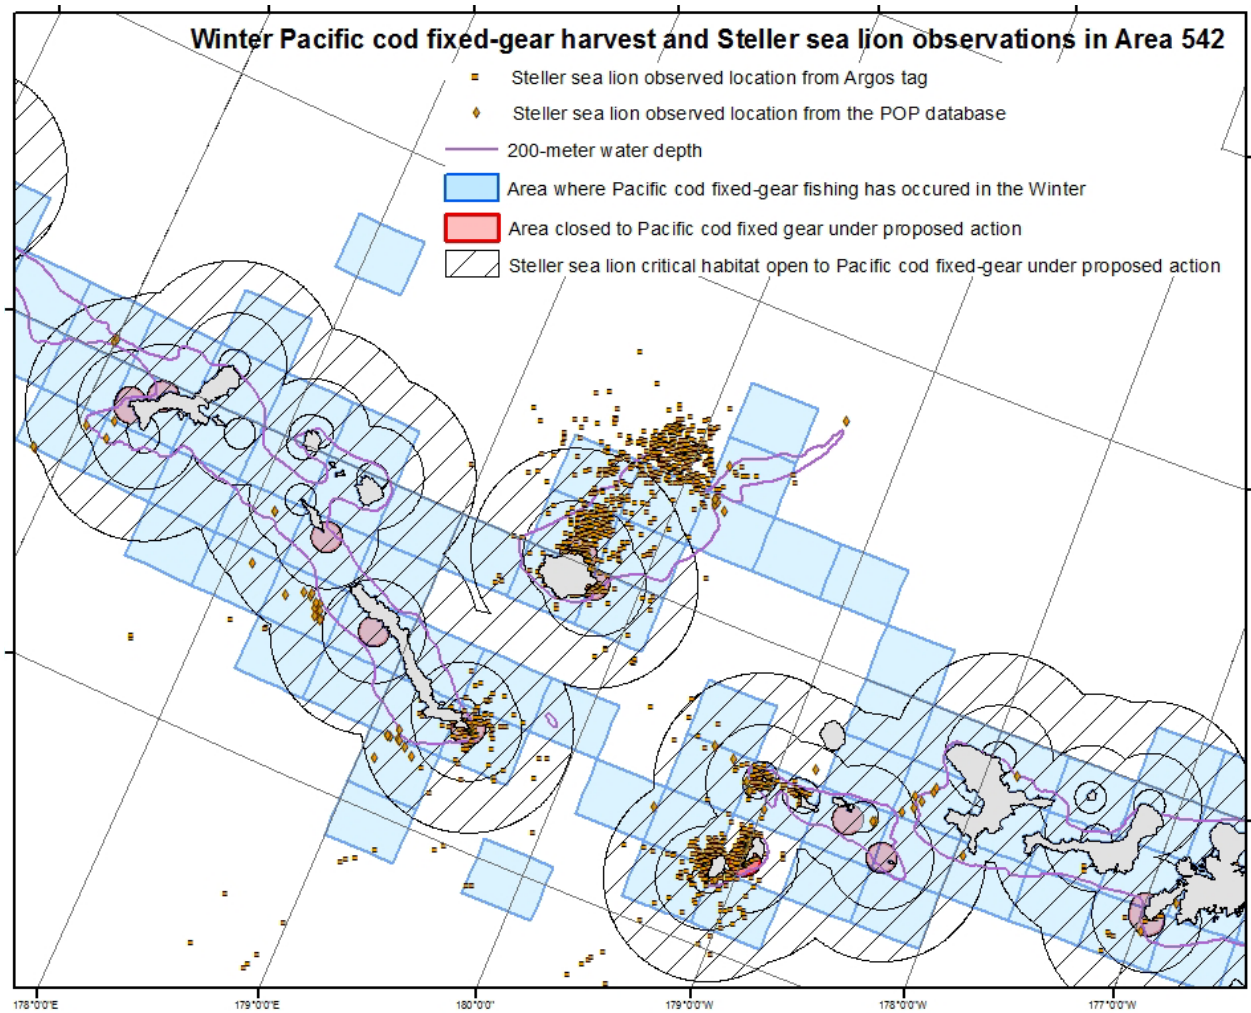 Winter Pacific cod fixed-gear harvest and Steller sea lion observations in Area 542
Steller sea lion observed location from Argos tag
Steller sea lion observed location from the POP database
200-meter water depth
Area where Pacific cod fixed-gear fishing has occured in the Winter
Area closed to Pacific cod fixed gear under proposed action
Steller sea lion critical habitat open to Pacific cod fixed-gear under proposed action
178°0'0"E
179°0'0"E
180°0'0"
179°0'0"W
178°0'0"W
177°0'0"W